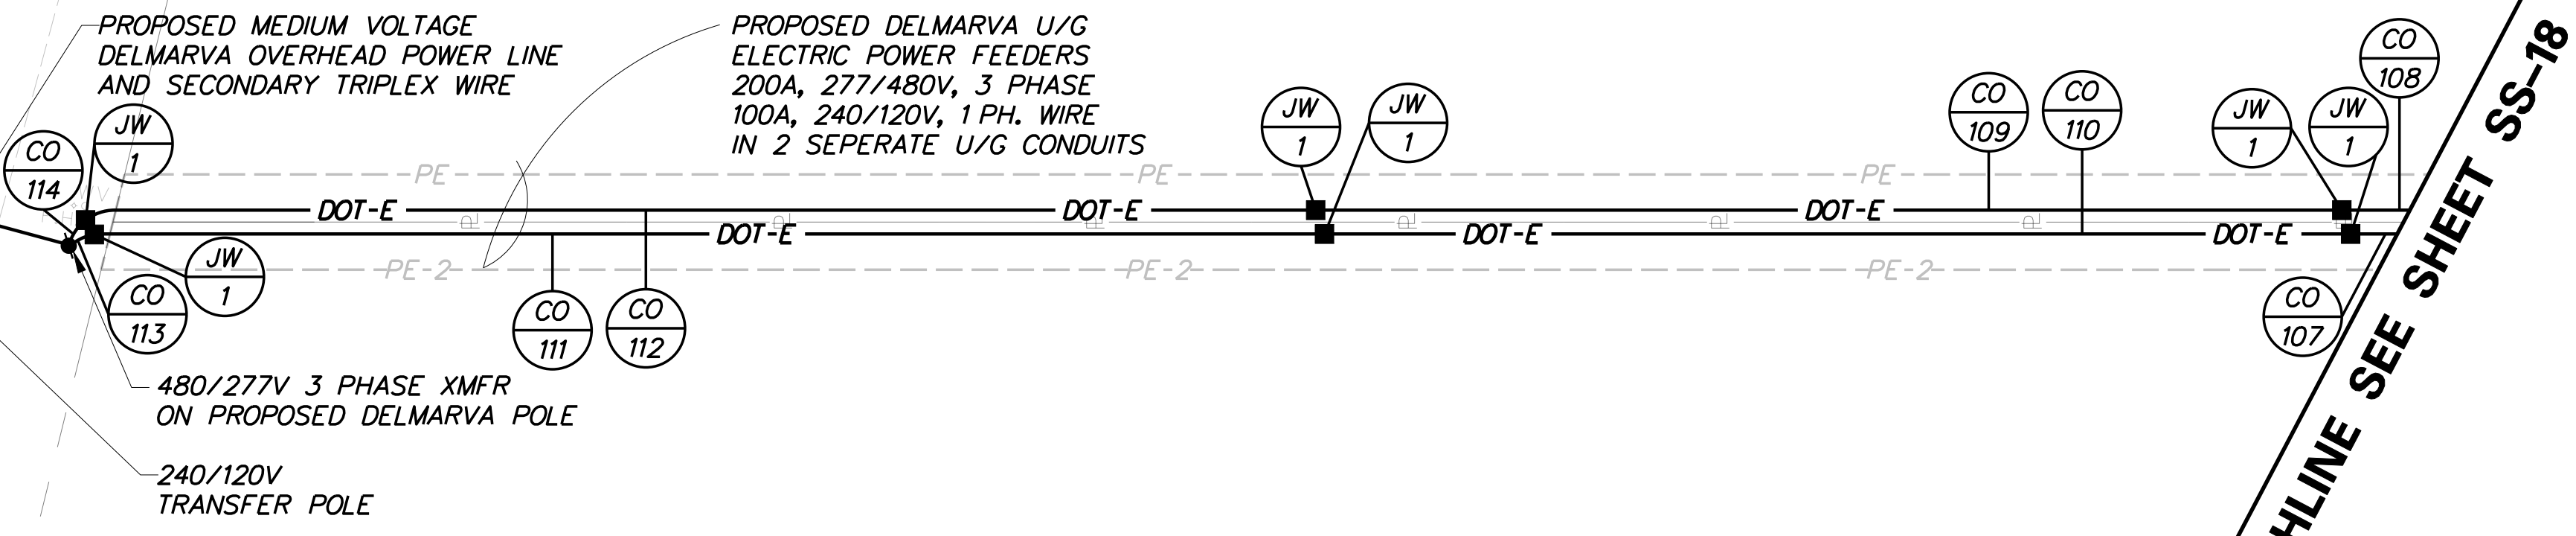 PROPOSED MEDIUM VOLTAGE
DELMARVA OVERHEAD POWER LINE
AND SECONDARY TRIPLEX WIRE
PROPOSED DELMARVA U/G
ELECTRIC POWER FEEDERS
200A, 277/480V, 3 PHASE
100A, 240/120V, 1 PH. WIRE
IN 2 SEPERATE U/G CONDUITS
CO
114
JW
1
JW
1
JW
1
CO
109
CO
110
JW
1
JW
1
CO
108
PE
PE
PE
DOT-E
DOT-E
DOT-E
DOT-E
DOT-E
DOT-E
PE-2
PE-2
PE-2
JW
1
CO
113
CO
111
CO
112
CO
107
480/277V 3 PHASE XMFR
ON PROPOSED DELMARVA POLE
240/120V
TRANSFER POLE
HLINE SEE SHEET SS-18